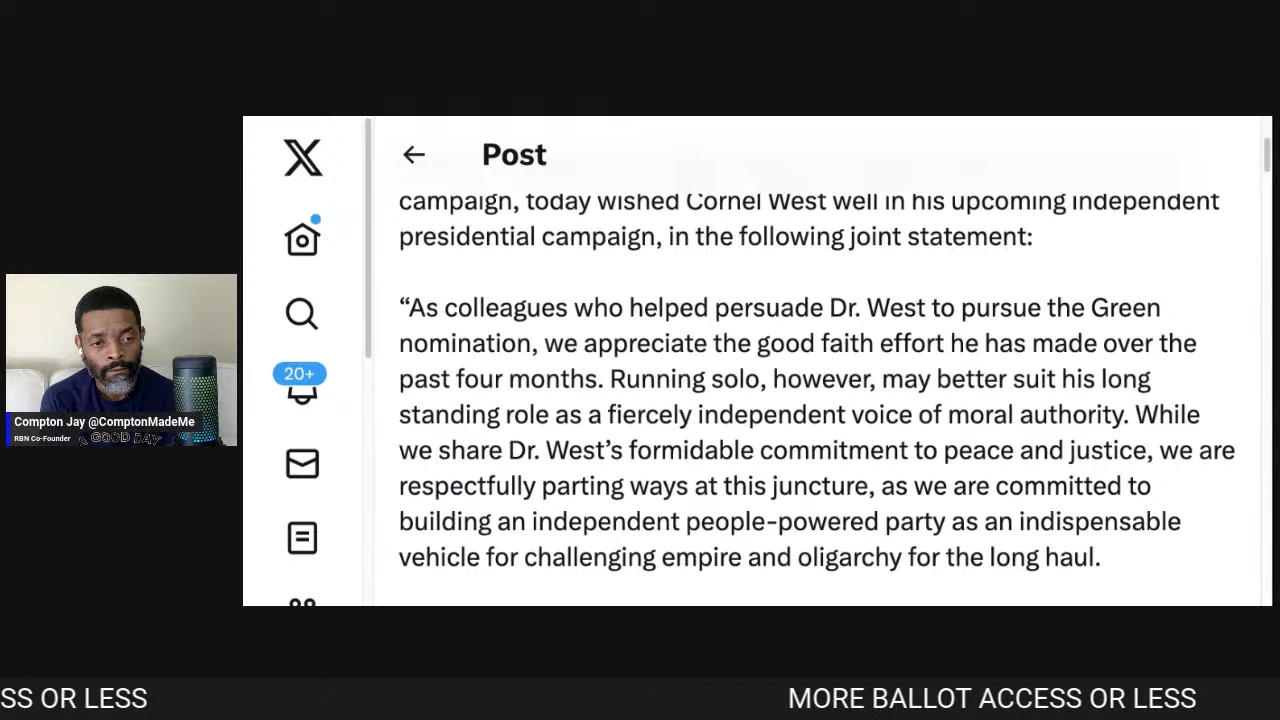 Post
campaign, today wished Cornel West well in his upcoming independent
presidential campaign, in the following joint statement:
“As colleagues who helped persuade Dr. West to pursue the Green
nomination, we appreciate the good faith effort he has made over the
past four months. Running solo, however, may better suit his long
standing role as a fiercely independent voice of moral authority. While
we share Dr. West’s formidable commitment to peace and justice, we are
respectfully parting ways at this juncture, as we are committed to
building an independent people-powered party as an indispensable
vehicle for challenging empire and oligarchy for the long haul.
20+
Compton Jay @ComptonMadeMe
RBN Co-Founder
A GOOD DAY
SS OR LESS
MORE BALLOT ACCESS OR LESS